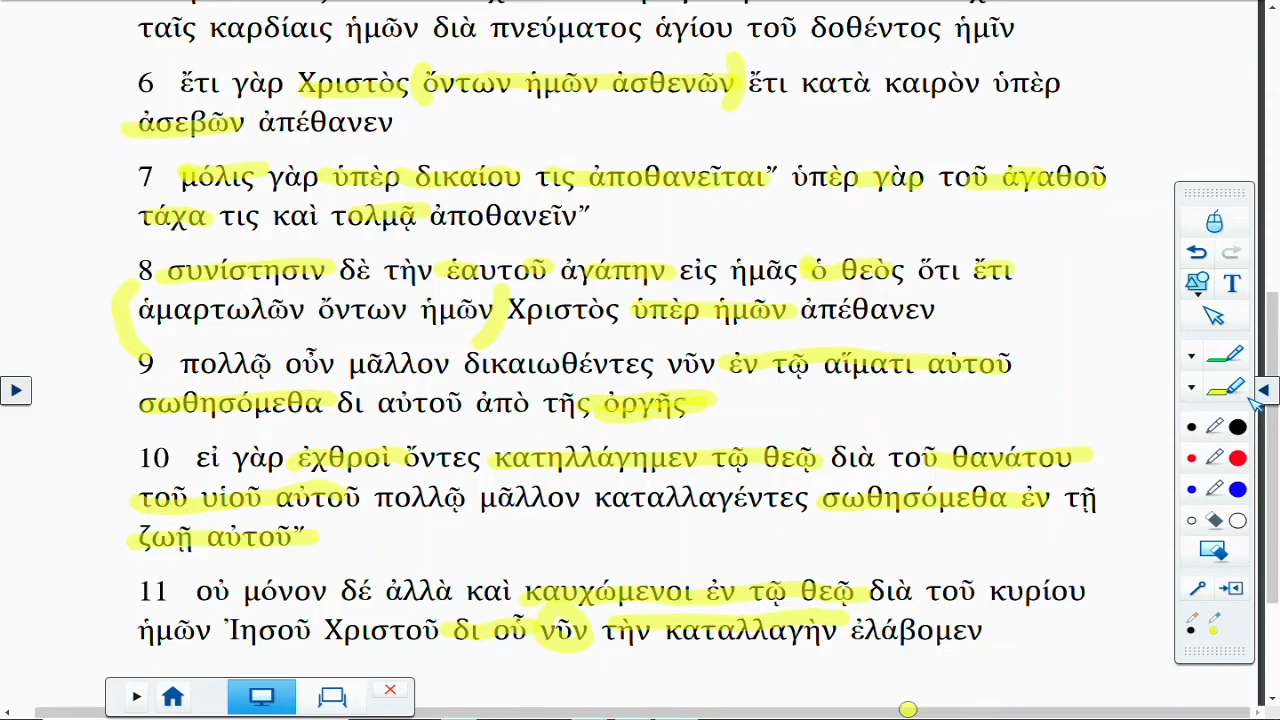 ταῖς καρδίαις ἡμῶν διὰ πνεύματος ἁγίου τοῦ δοθέντος ἡμῖν
6 ἔτι γὰρ Χριστὸς ὄντων ἡμῶν ἀσθενῶν ἔτι κατὰ καιρὸν ὑπὲρ
ἀσεβῶν ἀπέθανεν
7 μόλις γὰρ ὑπὲρ δικαίου τις ἀποθανεῖται" ὑπὲρ γὰρ τοῦ ἀγαθοῦ
τάχα τις καὶ τολμᾷ ἀποθανεῖν"
8 συνίστησιν δὲ τὴν ἑαυτοῦ ἀγάπην εἰς ἡμᾶς ὁ θεὸς ὅτι ἔτι
ἁμαρτωλῶν ὄντων ἡμῶν Χριστὸς ὑπὲρ ἡμῶν ἀπέθανεν
9 πολλῷ οὖν μᾶλλον δικαιωθέντες νῦν ἐν τῷ αἵματι αὐτοῦ
σωθησόμεθα δι αὐτοῦ ἀπὸ τῆς ὀργῆς
10 εἰ γὰρ ἐχθροὶ ὄντες κατηλλάγημεν τῷ θεῷ διὰ τοῦ θανάτου
τοῦ υἱοῦ αὐτοῦ πολλῷ μᾶλλον καταλλαγέντες σωθησόμεθα ἐν τῇ
ζωῇ αὐτοῦ"
11 οὐ μόνον δέ ἀλλὰ καὶ καυχώμενοι ἐν τῷ θεῷ διὰ τοῦ κυρίου
ἡμῶν Ἰησοῦ Χριστοῦ δι οὗ νῦν τὴν καταλλαγὴν ἐλάβομεν
T